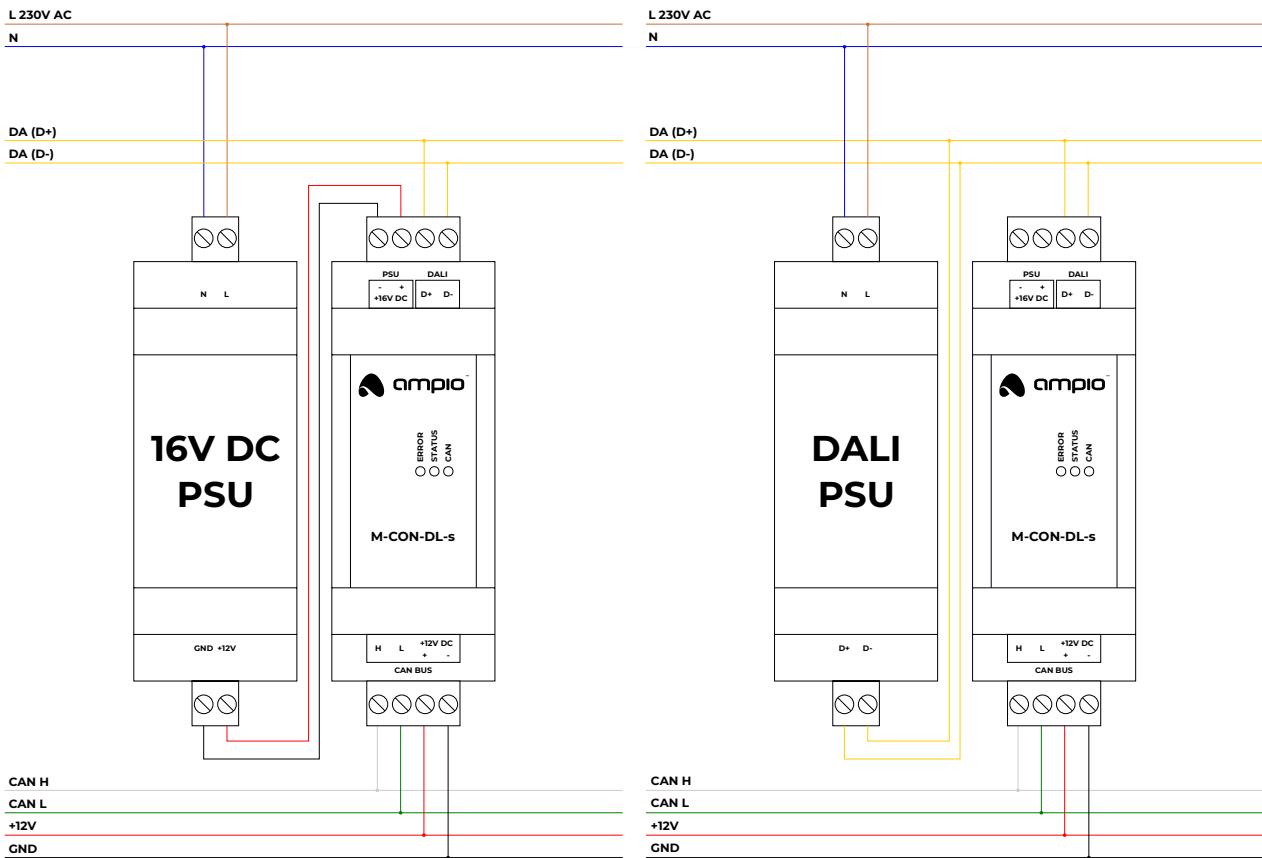 L 230V AC
N
DA (D+)
DA (D-)
N L
PSU DALI
- +
+16V DC
D+ D-
ampio™
16V DC
PSU
ERROR
STATUS
CAN
M-CON-DL-s
GND +12V
H L +12V DC
+ -
CAN BUS
CAN H
CAN L
+12V
GND
L 230V AC
N
DA (D+)
DA (D-)
N L
PSU DALI
- +
+16V DC
D+ D-
ampio™
DALI
PSU
ERROR
STATUS
CAN
M-CON-DL-s
D+ D-
H L +12V DC
+ -
CAN BUS
CAN H
CAN L
+12V
GND